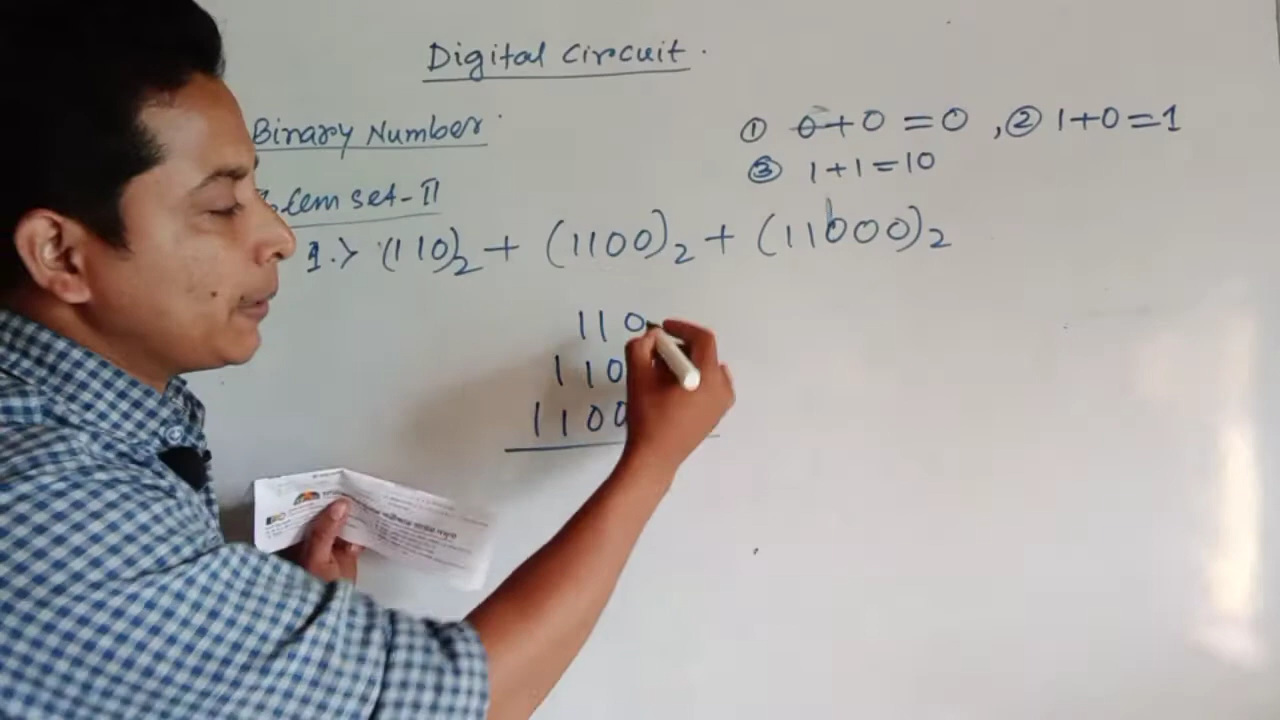 Digital Circuit.
Binary Number
① 0+0=0, ② 1+0=1
③ 1+1=10
set-II
1.> (110)₂ + (1100)₂ + (11000)₂
110
110
1100